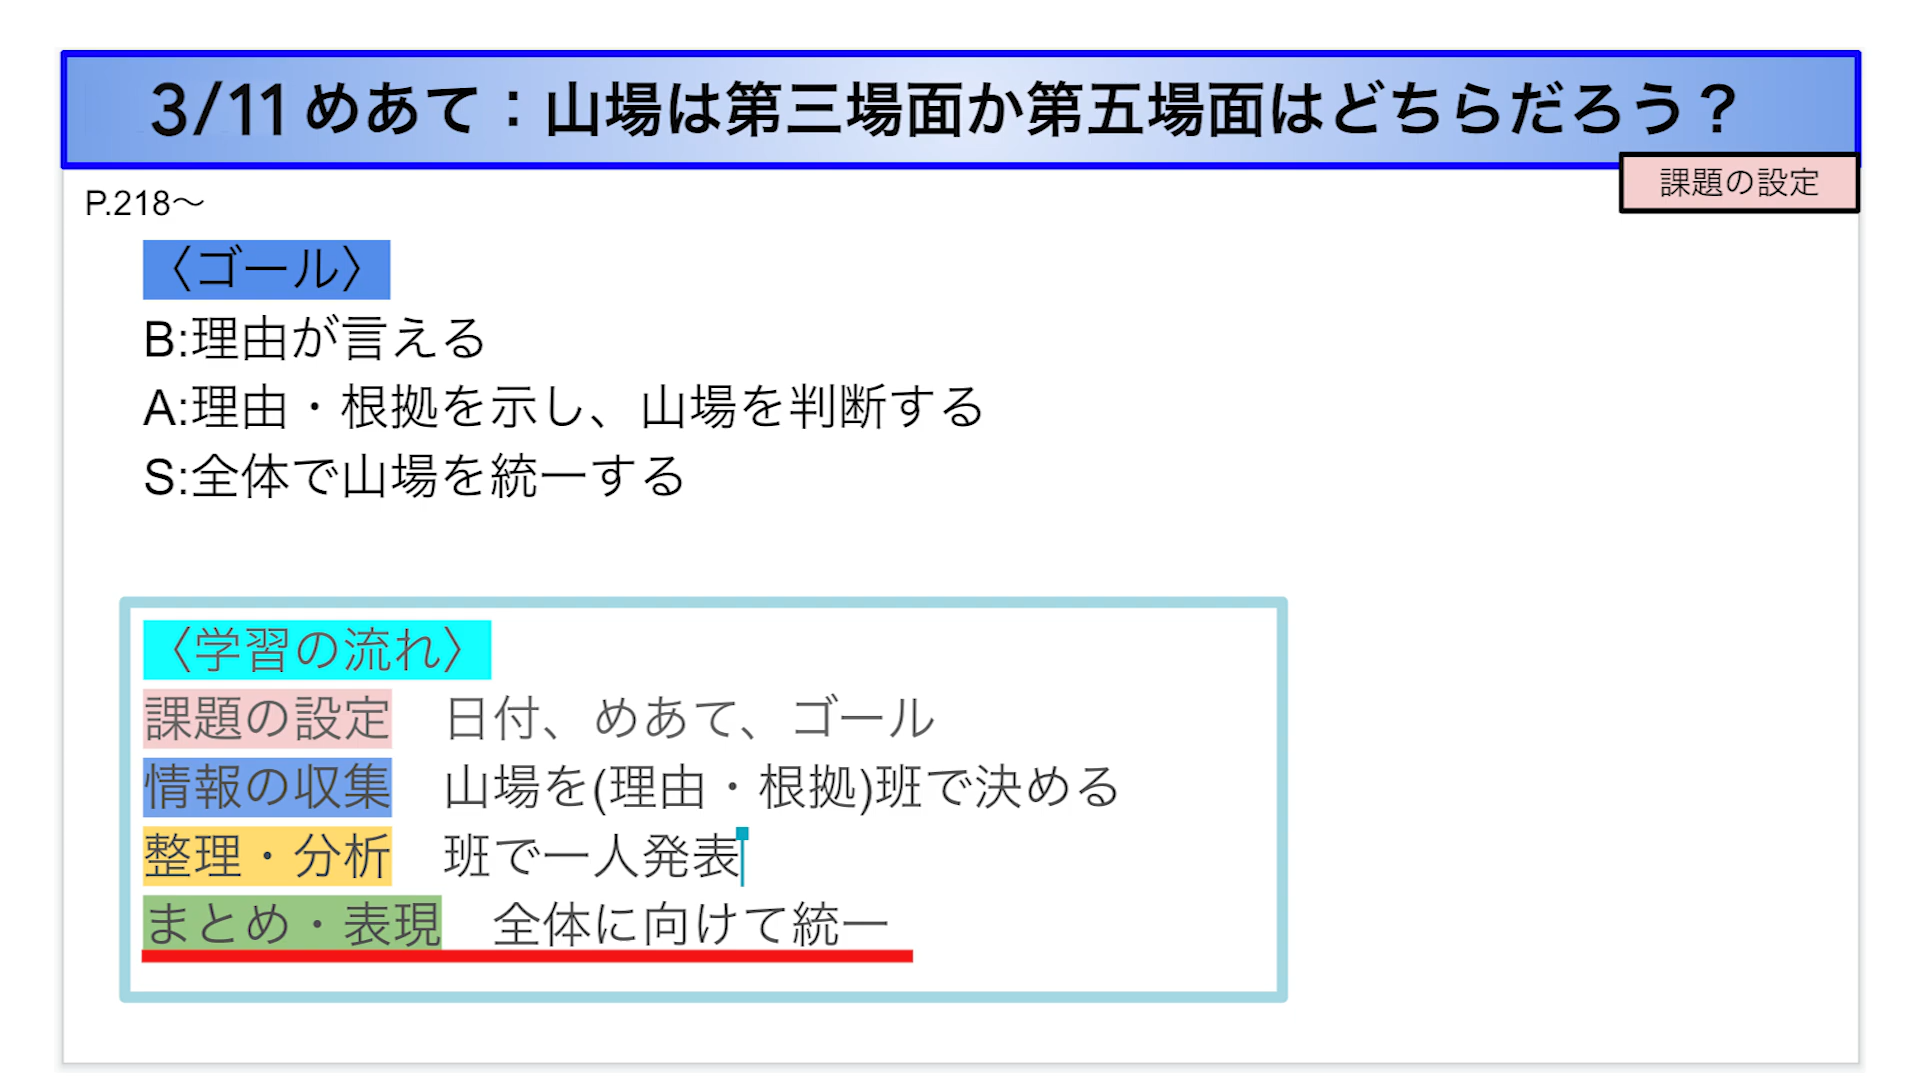 3/11 めあて：山場は第三場面か第五場面はどちらだろう？
課題の設定
P.218～
〈ゴール〉
B:理由が言える
A:理由・根拠を示し、山場を判断する
S:全体で山場を統一する
〈学習の流れ〉
課題の設定　日付、めあて、ゴール
情報の収集　山場を(理由・根拠)班で決める
整理・分析　班で一人発表
まとめ・表現　全体に向けて統一